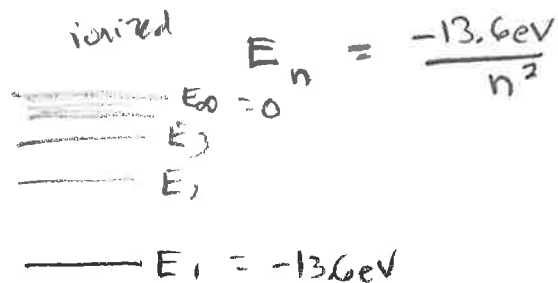 ionized
Eₙ = -13.6eV / n²
E∞ = 0
E₃
E₂
E₁ = -13.6eV